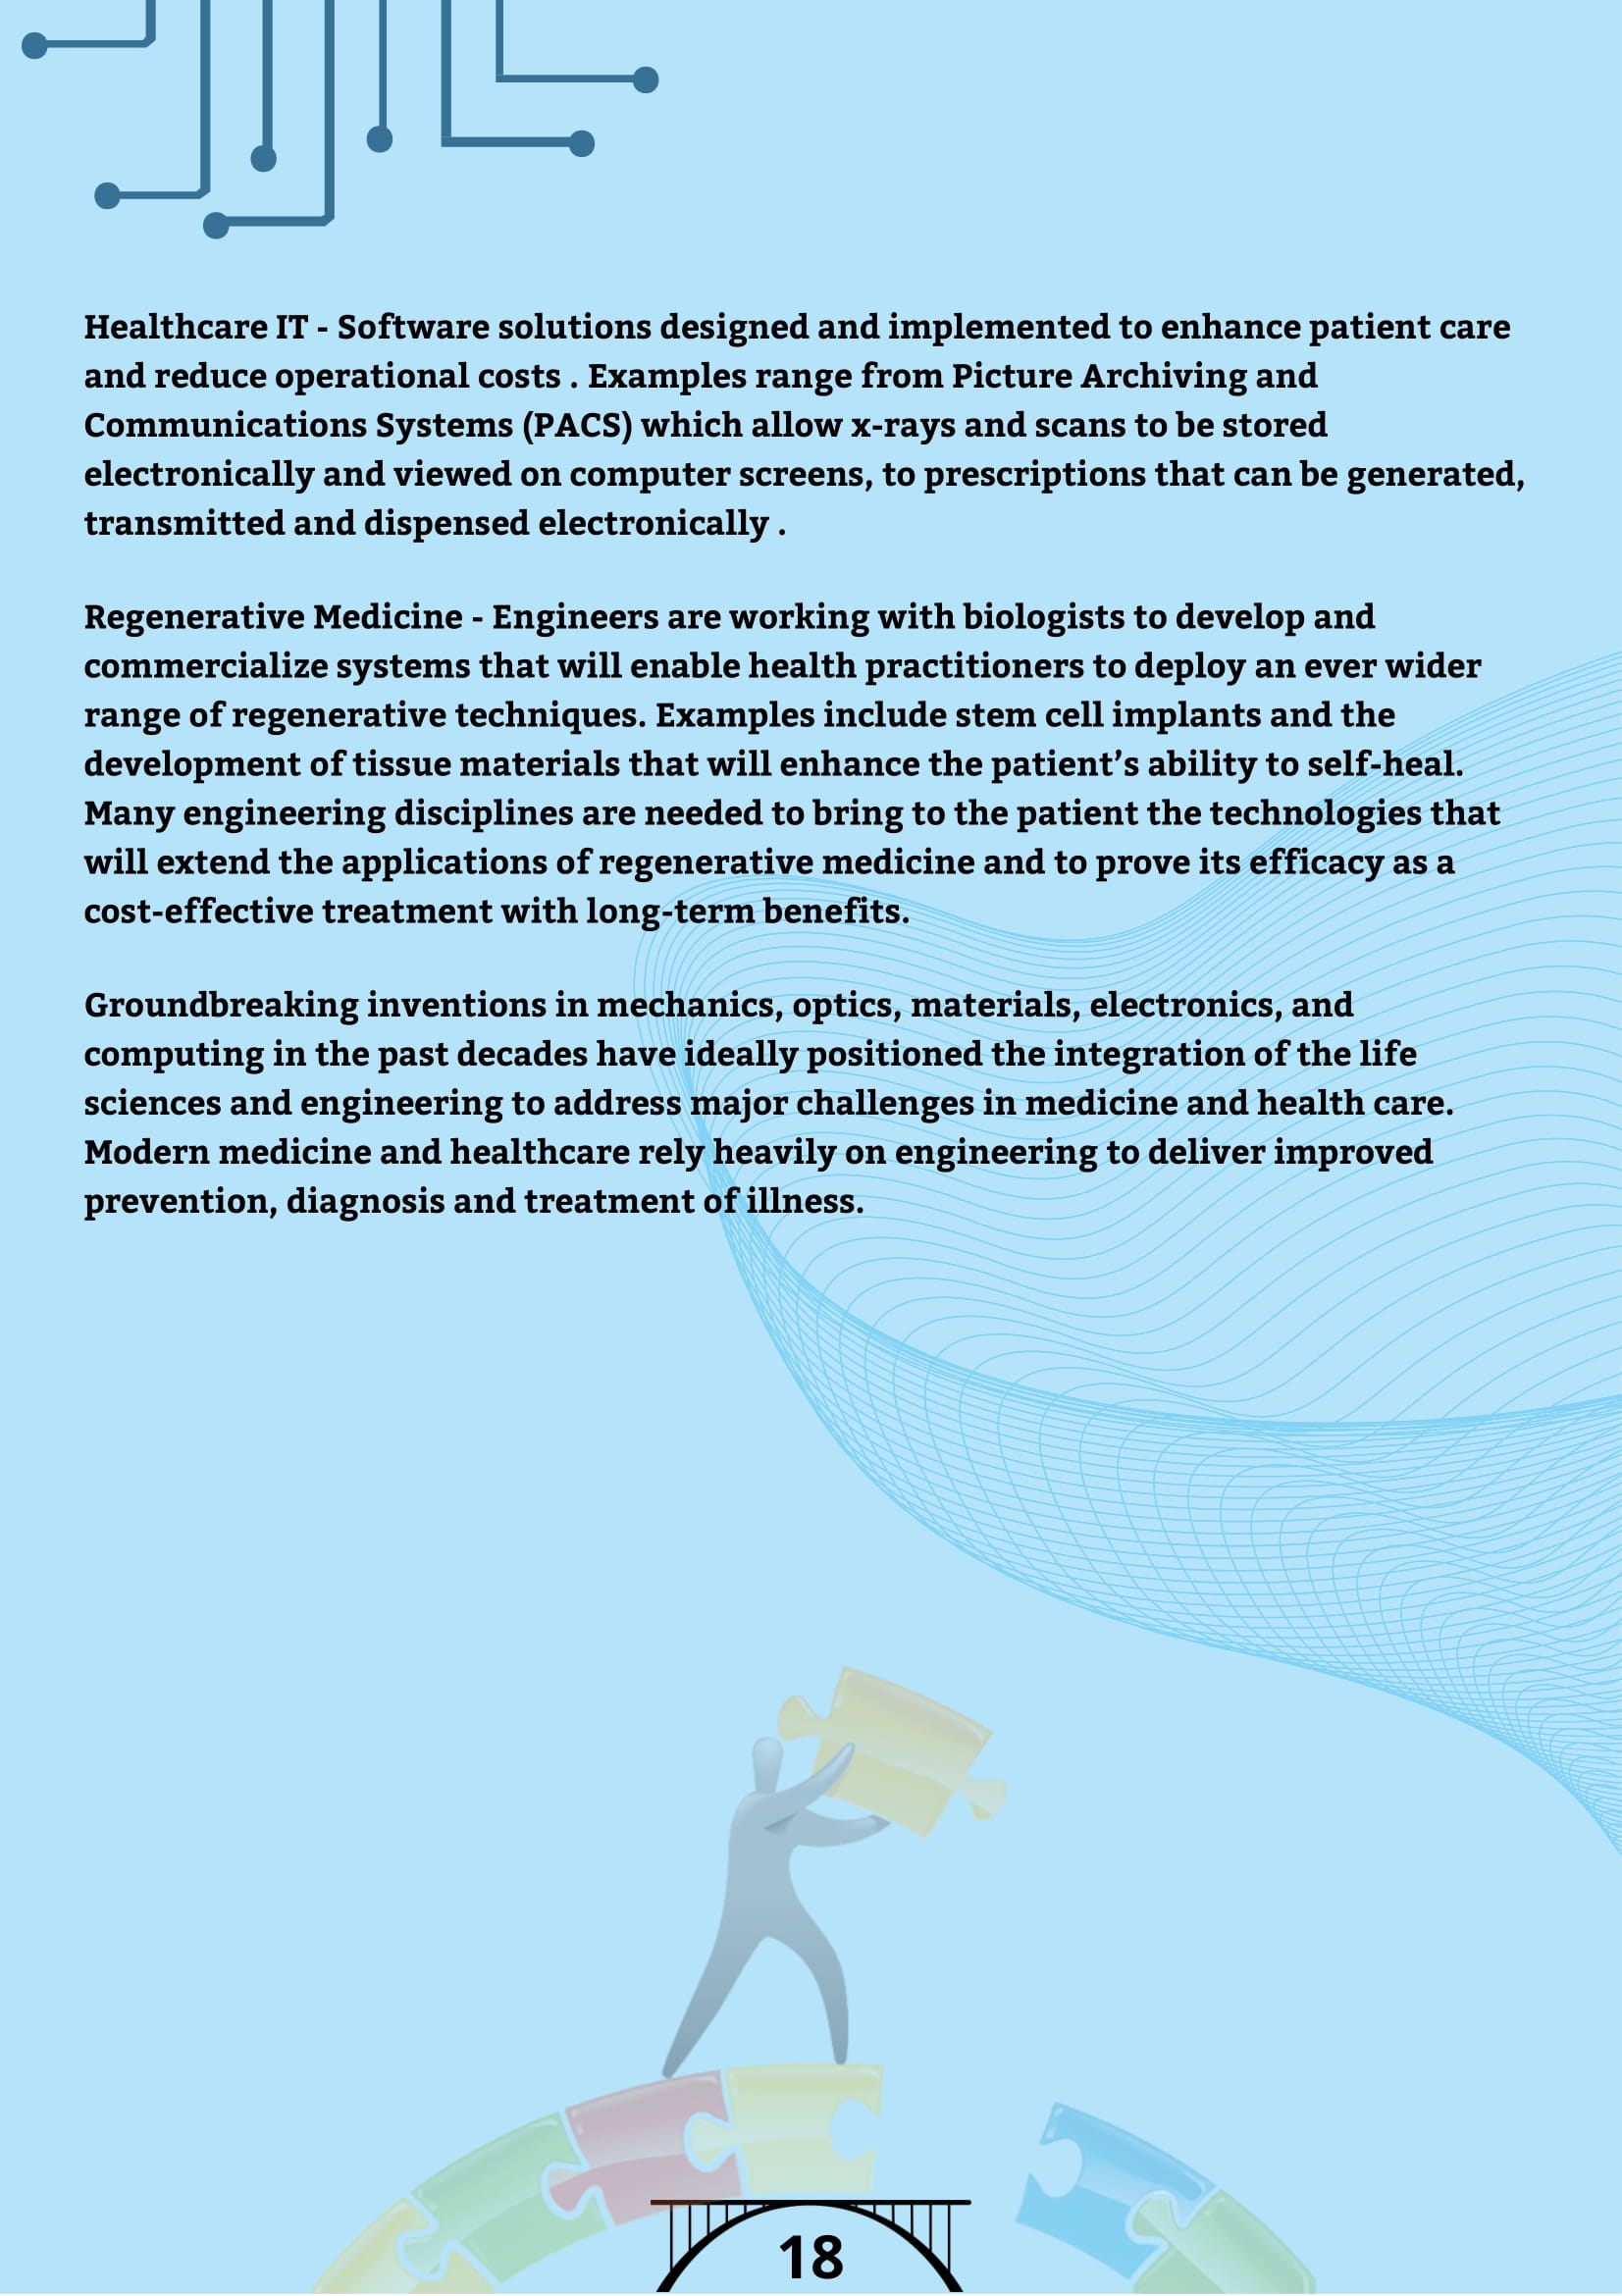 Healthcare IT - Software solutions designed and implemented to enhance patient care
and reduce operational costs . Examples range from Picture Archiving and
Communications Systems (PACS) which allow x-rays and scans to be stored
electronically and viewed on computer screens, to prescriptions that can be generated,
transmitted and dispensed electronically .
Regenerative Medicine - Engineers are working with biologists to develop and
commercialize systems that will enable health practitioners to deploy an ever wider
range of regenerative techniques. Examples include stem cell implants and the
development of tissue materials that will enhance the patient’s ability to self-heal.
Many engineering disciplines are needed to bring to the patient the technologies that
will extend the applications of regenerative medicine and to prove its efficacy as a
cost-effective treatment with long-term benefits.
Groundbreaking inventions in mechanics, optics, materials, electronics, and
computing in the past decades have ideally positioned the integration of the life
sciences and engineering to address major challenges in medicine and health care.
Modern medicine and healthcare rely heavily on engineering to deliver improved
prevention, diagnosis and treatment of illness.
18